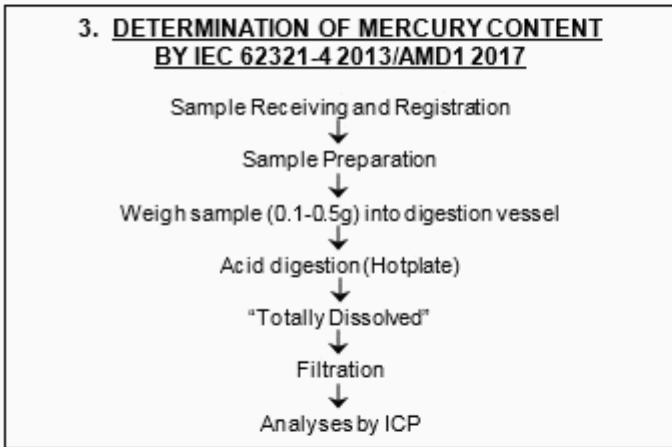 3. DETERMINATION OF MERCURY CONTENT
BY IEC 62321-4 2013/AMD1 2017
Sample Receiving and Registration
Sample Preparation
Weigh sample (0.1-0.5g) into digestion vessel
Acid digestion (Hotplate)
“Totally Dissolved”
Filtration
Analyses by ICP